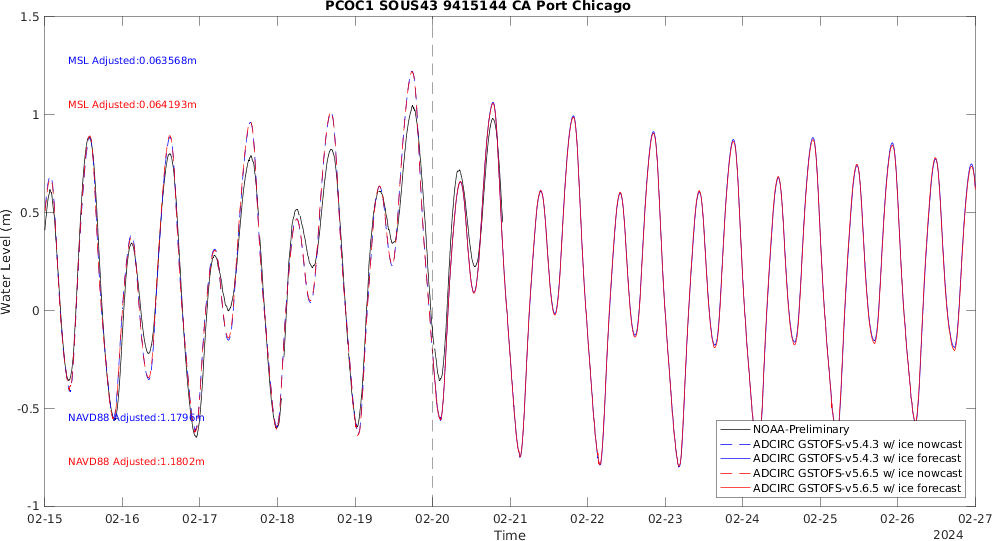 PCOC1 SOUS43 9415144 CA Port Chicago
1.5
1
0.5
0
-0.5
-1
Water Level (m)
MSL Adjusted:0.063568m
MSL Adjusted:0.064193m
NAVD88 Adjusted:1.1796m
NAVD88 Adjusted:1.1802m
NOAA-Preliminary
ADCIRC GSTOFS-v5.4.3 w/ ice nowcast
ADCIRC GSTOFS-v5.4.3 w/ ice forecast
ADCIRC GSTOFS-v5.6.5 w/ ice nowcast
ADCIRC GSTOFS-v5.6.5 w/ ice forecast
02-15 02-16 02-17 02-18 02-19 02-20 02-21 02-22 02-23 02-24 02-25 02-26 02-27
Time
2024